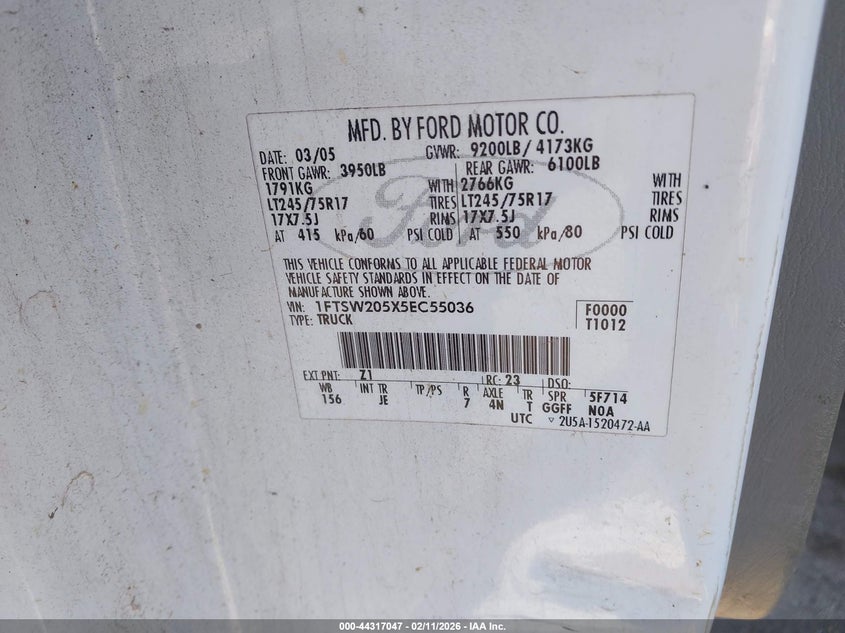 MFD. BY FORD MOTOR CO.
DATE: 03/05 GVWR: 9200LB/ 4173KG
FRONT GAWR: 3950LB REAR GAWR: 6100LB
1791KG WITH 2766KG WITH
LT245/75R17 TIRES LT245/75R17 TIRES
17X7.5J RIMS 17X7.5J RIMS
AT 415 kPa/60 PSI COLD AT 550 kPa/80 PSI COLD
Ford
THIS VEHICLE CONFORMS TO ALL APPLICABLE FEDERAL MOTOR
VEHICLE SAFETY STANDARDS IN EFFECT ON THE DATE OF
MANUFACTURE SHOWN ABOVE.
VIN: 1FTSW205X5EC55036 F0000
TYPE: TRUCK T1012
EXT PNT: Z1 RC: 23 DSO:
WB INT TR TP/PS R AXLE TR SPR 5F714
156 JE 7 4N T GGFF N0A
UTC ▽ 2U5A-1520472-AA
000-44317047 - 02/11/2026 - IAA Inc.